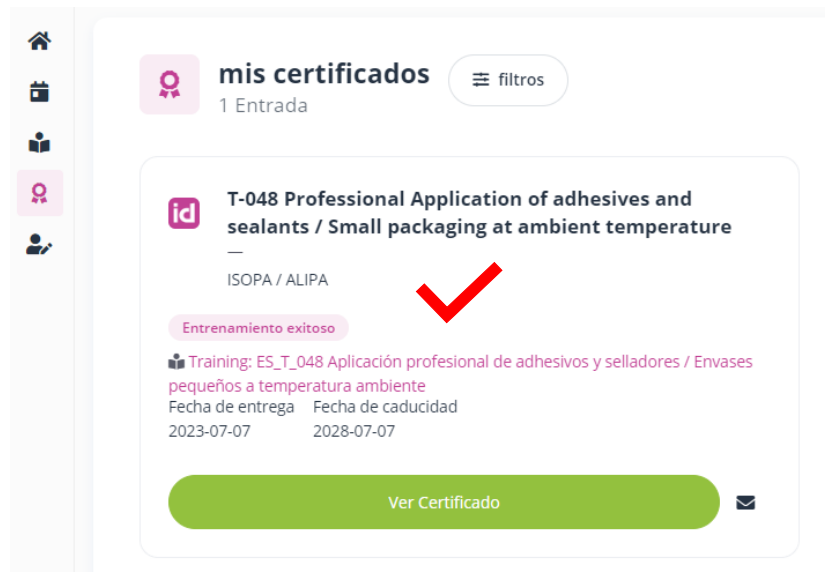 mis certificados
filtros
1 Entrada
id
T-048 Professional Application of adhesives and
sealants / Small packaging at ambient temperature
—
ISOPA / ALIPA
Entrenamiento exitoso
Training: ES_T_048 Aplicación profesional de adhesivos y selladores / Envases
pequeños a temperatura ambiente
Fecha de entrega Fecha de caducidad
2023-07-07 2028-07-07
Ver Certificado